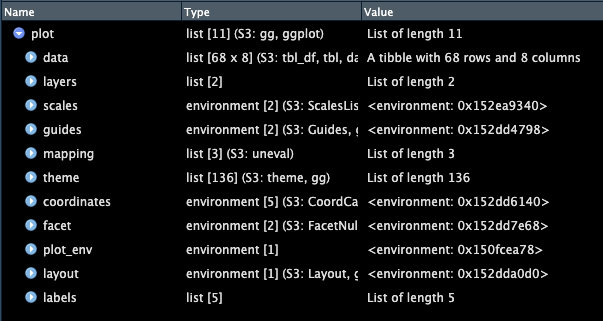 Name Type Value
plot list [11] (S3: gg, ggplot) List of length 11
data list [68 x 8] (S3: tbl_df, tbl, da A tibble with 68 rows and 8 columns
layers list [2] List of length 2
scales environment [2] (S3: ScalesLis <environment: 0x152ea9340>
guides environment [2] (S3: Guides, g <environment: 0x152dd4798>
mapping list [3] (S3: uneval) List of length 3
theme list [136] (S3: theme, gg) List of length 136
coordinates environment [5] (S3: CoordCa <environment: 0x152dd6140>
facet environment [2] (S3: FacetNul <environment: 0x152dd7e68>
plot_env environment [1] <environment: 0x150fcea78>
layout environment [1] (S3: Layout, g <environment: 0x152dda0d0>
labels list [5] List of length 5